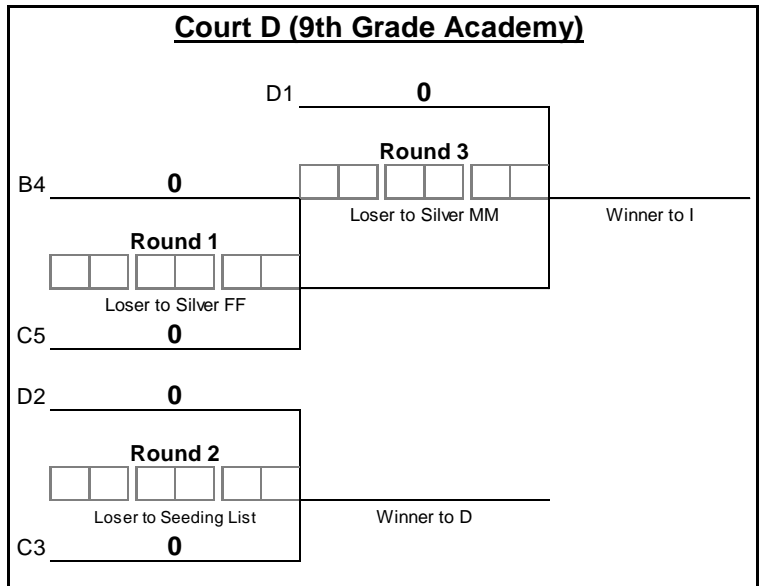 Court D (9th Grade Academy)
D1 0
Round 3
B4 0
Loser to Silver MM Winner to I
Round 1
Loser to Silver FF
C5 0
D2 0
Round 2
Loser to Seeding List Winner to D
C3 0